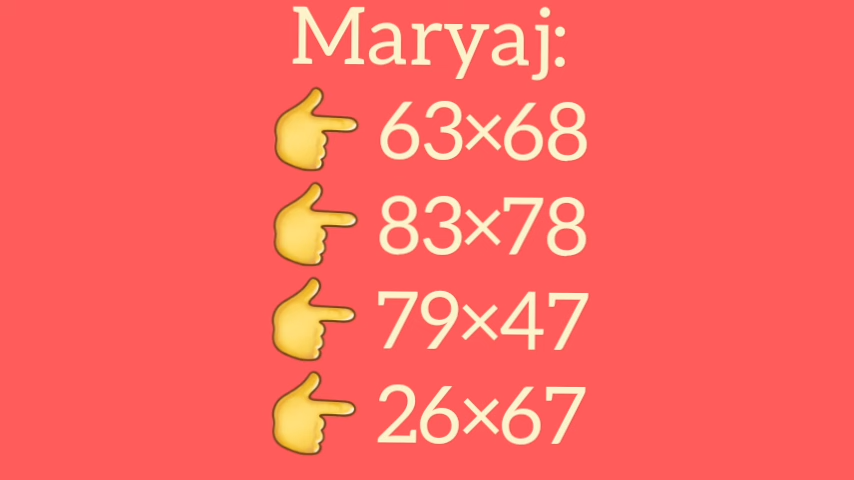 Maryaj:
👉 63×68
👉 83×78
👉 79×47
👉 26×67